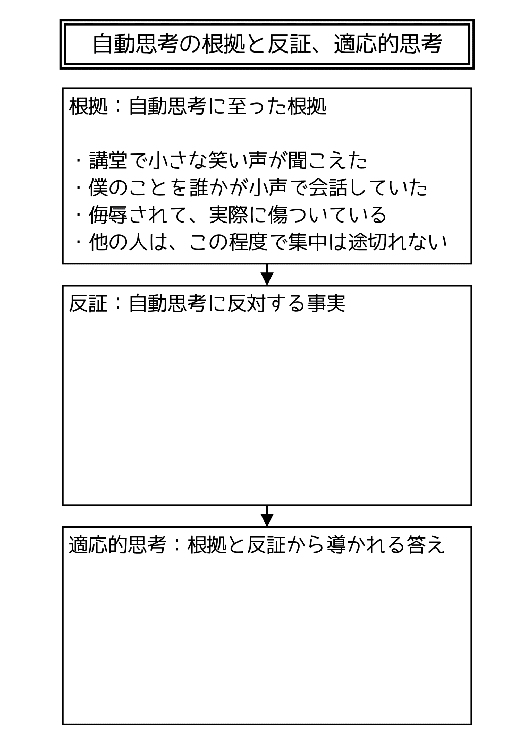 自動思考の根拠と反証、適応的思考
根拠：自動思考に至った根拠
・講堂で小さな笑い声が聞こえた
・僕のことを誰かが小声で会話していた
・侮辱されて、実際に傷ついている
・他の人は、この程度で集中は途切れない
反証：自動思考に反対する事実
適応的思考：根拠と反証から導かれる答え